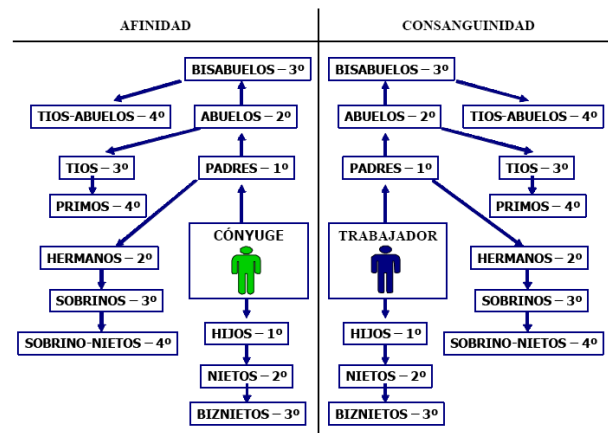 AFINIDAD
CONSANGUINIDAD
BISABUELOS – 3º
BISABUELOS – 3º
TIOS-ABUELOS – 4º
ABUELOS – 2º
ABUELOS – 2º
TIOS-ABUELOS – 4º
TIOS – 3º
PADRES – 1º
PADRES – 1º
TIOS – 3º
PRIMOS – 4º
PRIMOS – 4º
CÓNYUGE
TRABAJADOR
HERMANOS – 2º
HERMANOS – 2º
SOBRINOS – 3º
SOBRINOS – 3º
HIJOS – 1º
HIJOS – 1º
SOBRINO-NIETOS – 4º
SOBRINO-NIETOS – 4º
NIETOS – 2º
NIETOS – 2º
BIZNIETOS – 3º
BIZNIETOS – 3º